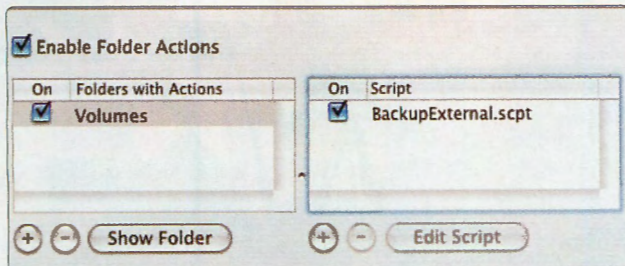 Enable Folder Actions
On Folders with Actions
Volumes
Show Folder
On Script
BackupExternal.scpt
Edit Script